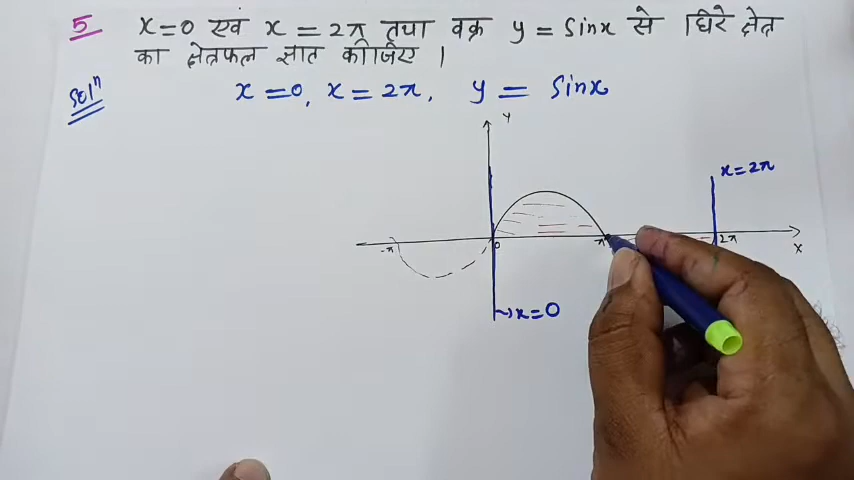 5 x=0 एवं x = 2π तथा वक्र y = Sinx से घिरे क्षेत्र
का क्षेत्रफल ज्ञात कीजिए ।
Solⁿ x=0, x = 2π, y = Sinx
Y
x=2π
-π 0 π 2π
X
→x=0